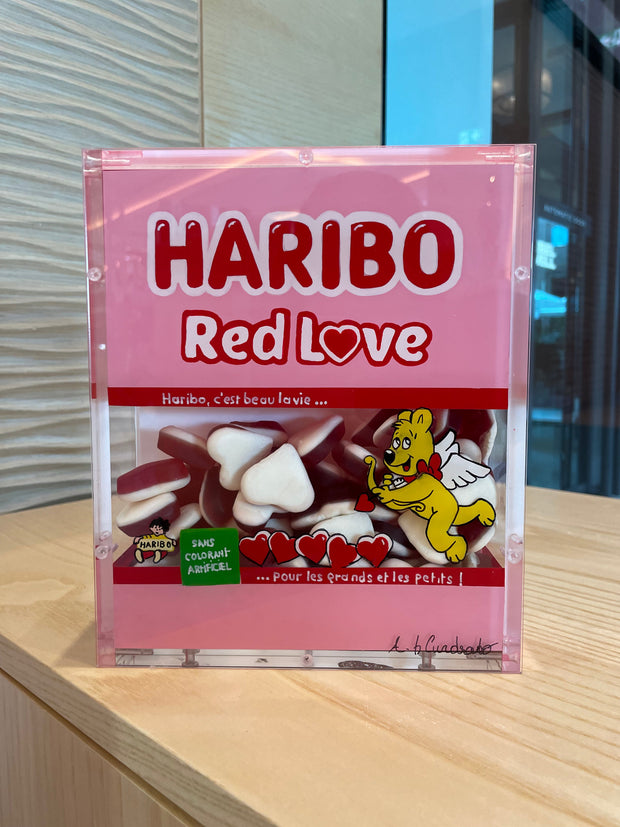 HARIBO
Red Love
Haribo, c'est beau la vie ...
HARIBO
SANS
COLORANT
ARTIFICIEL
... pour les grands et les petits !